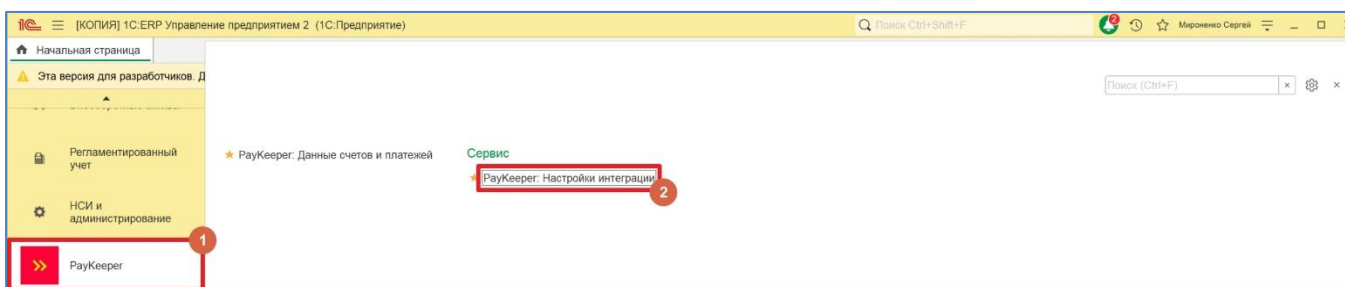 1С [КОПИЯ] 1С:ERP Управление предприятием 2 (1С:Предприятие) Поиск Ctrl+Shift+F 2 Мироненко Сергей
Начальная страница
Эта версия для разработчиков. Д
Поиск (Ctrl+F)
Регламентированный
учет
PayKeeper: Данные счетов и платежей
Сервис
PayKeeper: Настройки интеграции
2
НСИ и
администрирование
1
PayKeeper